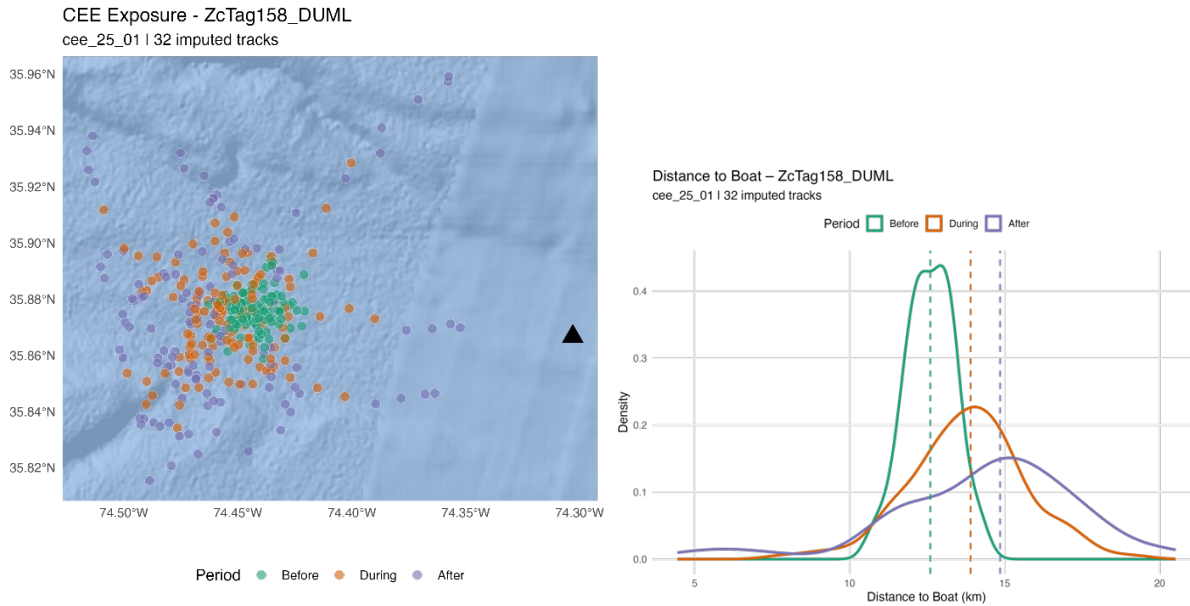 CEE Exposure - ZcTag158_DUML
cee_25_01 | 32 imputed tracks
35.96°N
35.94°N
35.92°N
35.90°N
35.88°N
35.86°N
35.84°N
35.82°N
74.50°W
74.45°W
74.40°W
74.35°W
74.30°W
Period
Before
During
After
Distance to Boat – ZcTag158_DUML
cee_25_01 | 32 imputed tracks
Period
Before
During
After
Density
0.4
0.3
0.2
0.1
0.0
5
10
15
20
Distance to Boat (km)